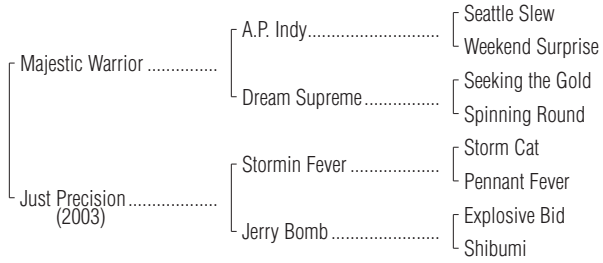 Seattle Slew
A.P. Indy...........................
Weekend Surprise
Majestic Warrior ..............
Seeking the Gold
Dream Supreme...............
Spinning Round
Storm Cat
Stormin Fever ..................
Pennant Fever
Just Precision..................
(2003)
Explosive Bid
Jerry Bomb ......................
Shibumi